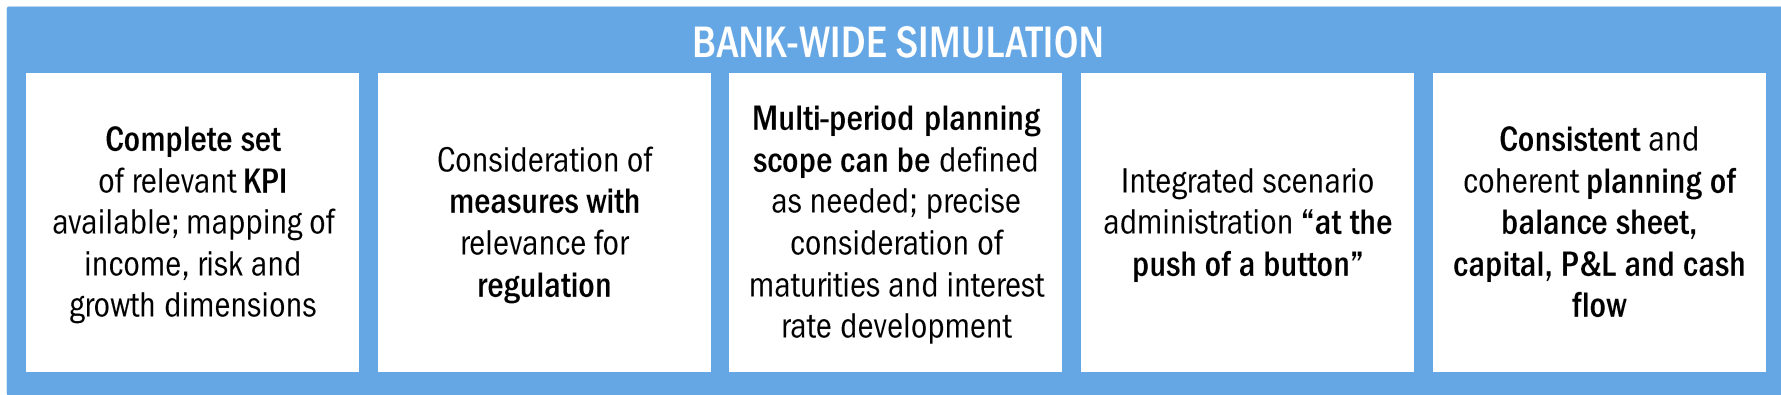 BANK-WIDE SIMULATION
Complete set
of relevant KPI
available; mapping of
income, risk and
growth dimensions
Consideration of
measures with
relevance for
regulation
Multi-period planning
scope can be defined
as needed; precise
consideration of
maturities and interest
rate development
Integrated scenario
administration “at the
push of a button”
Consistent and
coherent planning of
balance sheet,
capital, P&L and cash
flow